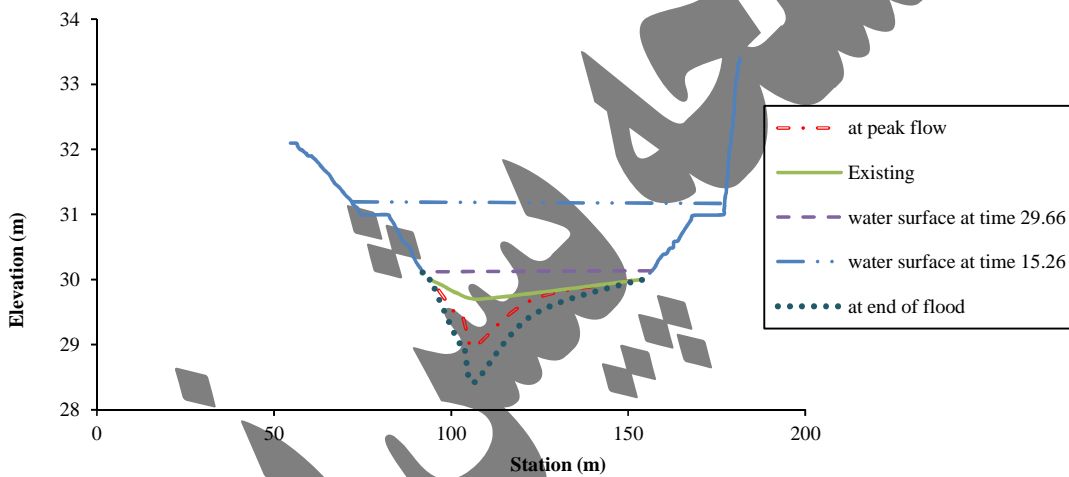 34
33
32
31
30
29
28
0
50
100
150
200
Elevation (m)
Station (m)
at peak flow
Existing
water surface at time 29.66
water surface at time 15.26
at end of flood